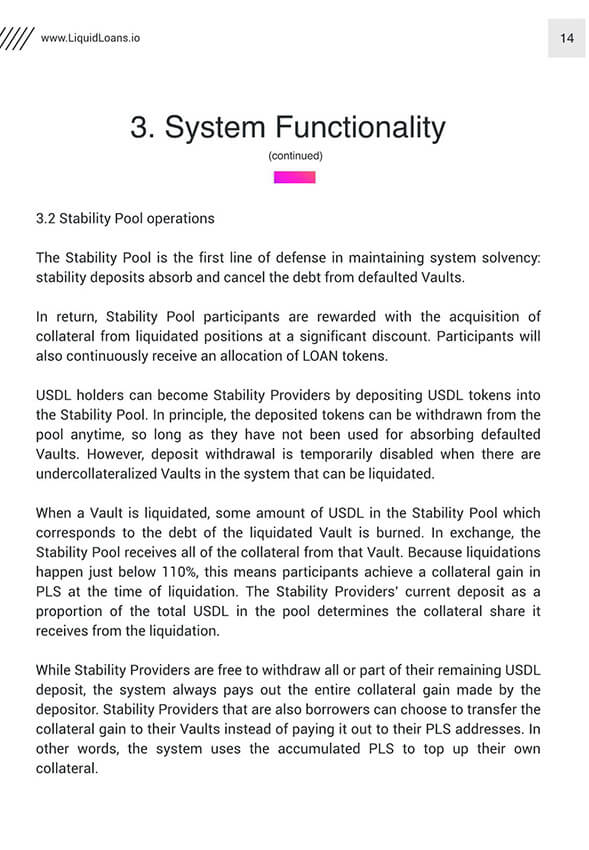 www.LiquidLoans.io
14
3. System Functionality
(continued)
3.2 Stability Pool operations
The Stability Pool is the first line of defense in maintaining system solvency:
stability deposits absorb and cancel the debt from defaulted Vaults.
In return, Stability Pool participants are rewarded with the acquisition of
collateral from liquidated positions at a significant discount. Participants will
also continuously receive an allocation of LOAN tokens.
USDL holders can become Stability Providers by depositing USDL tokens into
the Stability Pool. In principle, the deposited tokens can be withdrawn from the
pool anytime, so long as they have not been used for absorbing defaulted
Vaults. However, deposit withdrawal is temporarily disabled when there are
undercollateralized Vaults in the system that can be liquidated.
When a Vault is liquidated, some amount of USDL in the Stability Pool which
corresponds to the debt of the liquidated Vault is burned. In exchange, the
Stability Pool receives all of the collateral from that Vault. Because liquidations
happen just below 110%, this means participants achieve a collateral gain in
PLS at the time of liquidation. The Stability Providers' current deposit as a
proportion of the total USDL in the pool determines the collateral share it
receives from the liquidation.
While Stability Providers are free to withdraw all or part of their remaining USDL
deposit, the system always pays out the entire collateral gain made by the
depositor. Stability Providers that are also borrowers can choose to transfer the
collateral gain to their Vaults instead of paying it out to their PLS addresses. In
other words, the system uses the accumulated PLS to top up their own
collateral.